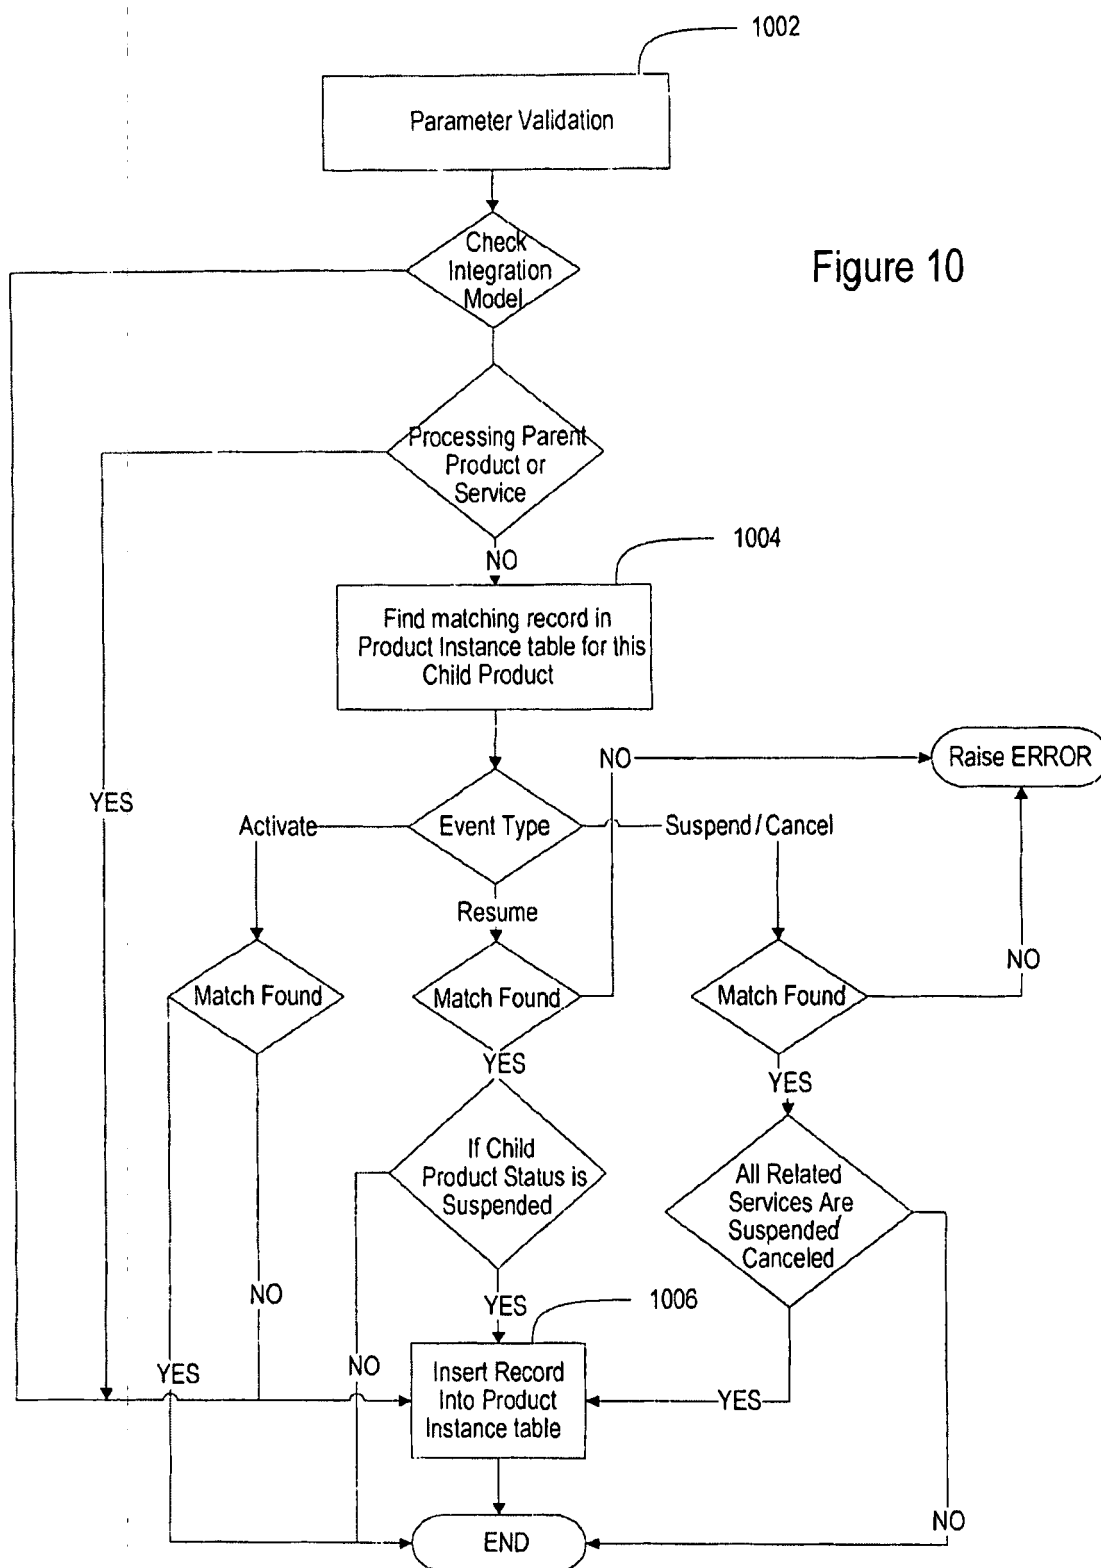 1002
Parameter Validation
Check
Integration
Model
Figure 10
Processing Parent
Product or
Service
NO
1004
Find matching record in
Product Instance table for this
Child Product
YES
NO
Raise ERROR
Activate
Event Type
Suspend/Cancel
Resume
NO
Match Found
Match Found
Match Found
YES
YES
If Child
Product Status is
Suspended
All Related
Services Are
Suspended/
Canceled
NO
YES
1006
YES
NO
Insert Record
Into Product
Instance table
YES
NO
END